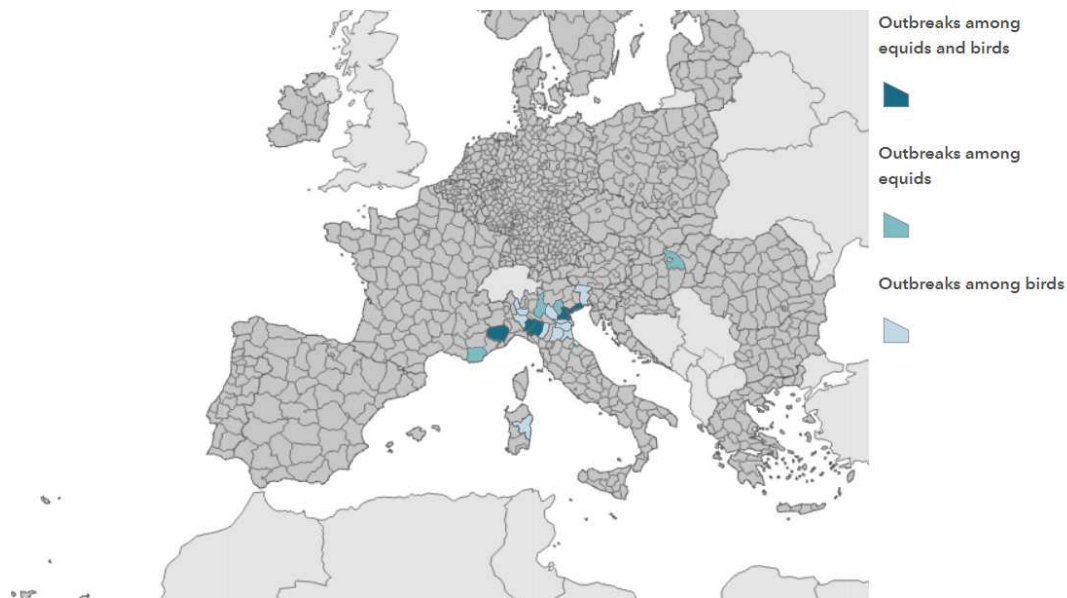 Outbreaks among
equids and birds
Outbreaks among
equids
Outbreaks among birds